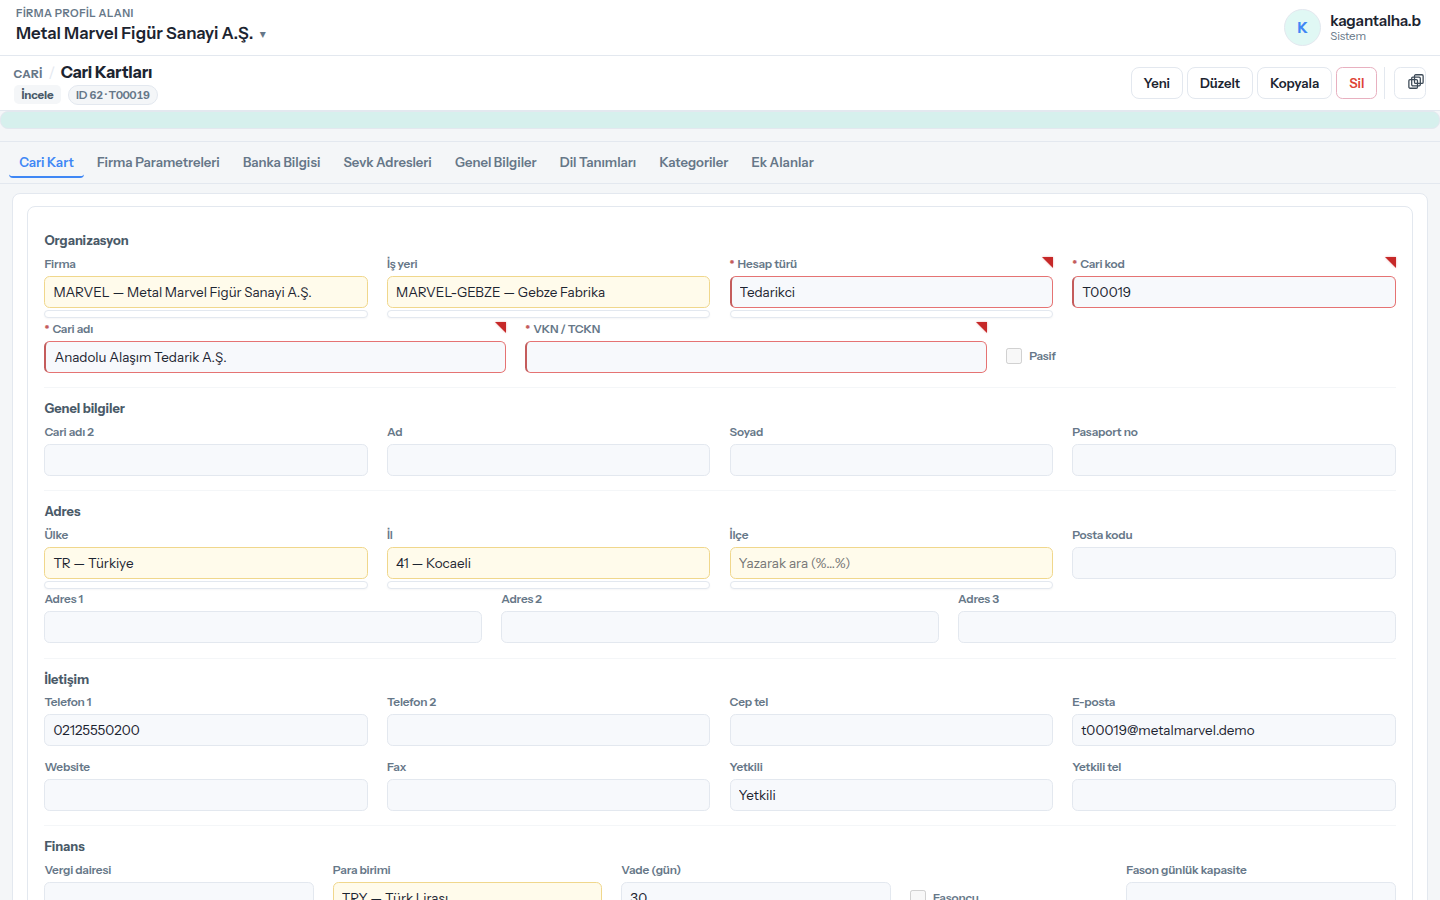 FİRMA PROFİL ALANI
Metal Marvel Figür Sanayi A.Ş. ▾
K
kagantalha.b
Sistem
CARİ / Cari Kartları
İncele
ID 62 · T00019
Yeni
Düzelt
Kopyala
Sil
Cari Kart
Firma Parametreleri
Banka Bilgisi
Sevk Adresleri
Genel Bilgiler
Dil Tanımları
Kategoriler
Ek Alanlar
Organizasyon
Firma
İş yeri
* Hesap türü
* Cari kod
MARVEL — Metal Marvel Figür Sanayi A.Ş.
MARVEL-GEBZE — Gebze Fabrika
Tedarikci
T00019
* Cari adı
* VKN / TCKN
Anadolu Alaşım Tedarik A.Ş.
Pasif
Genel bilgiler
Cari adı 2
Ad
Soyad
Pasaport no
Adres
Ülke
İl
İlçe
Posta kodu
TR — Türkiye
41 — Kocaeli
Yazarak ara (%...%)
Adres 1
Adres 2
Adres 3
İletişim
Telefon 1
Telefon 2
Cep tel
E-posta
02125550200
t00019@metalmarvel.demo
Website
Fax
Yetkili
Yetkili tel
Yetkili
Finans
Vergi dairesi
Para birimi
Vade (gün)
Fason günlük kapasite
TRY — Türk Lirası
30
Fasoncu